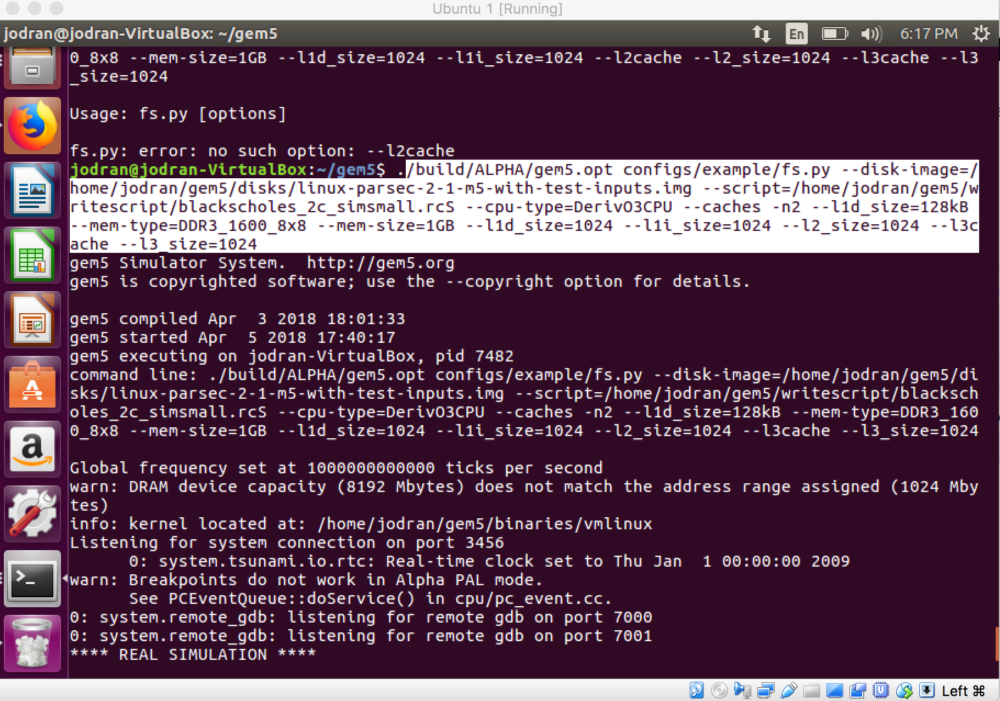 Ubuntu 1 [Running]
jodran@jodran-VirtualBox: ~/gem5
En
6:17 PM
0_8x8 --mem-size=1GB --l1d_size=1024 --l1i_size=1024 --l2cache --l2_size=1024 --l3cache --l3
_size=1024
Usage: fs.py [options]
fs.py: error: no such option: --l2cache
jodran@jodran-VirtualBox:~/gem5$ ./build/ALPHA/gem5.opt configs/example/fs.py --disk-image=/
home/jodran/gem5/disks/linux-parsec-2-1-m5-with-test-inputs.img --script=/home/jodran/gem5/w
ritescript/blackscholes_2c_simsmall.rcS --cpu-type=DerivO3CPU --caches -n2 --l1d_size=128kB
--mem-type=DDR3_1600_8x8 --mem-size=1GB --l1d_size=1024 --l1i_size=1024 --l2_size=1024 --l3c
ache --l3_size=1024
gem5 Simulator System.  http://gem5.org
gem5 is copyrighted software; use the --copyright option for details.
gem5 compiled Apr  3 2018 18:01:33
gem5 started Apr  5 2018 17:40:17
gem5 executing on jodran-VirtualBox, pid 7482
command line: ./build/ALPHA/gem5.opt configs/example/fs.py --disk-image=/home/jodran/gem5/di
sks/linux-parsec-2-1-m5-with-test-inputs.img --script=/home/jodran/gem5/writescript/blacksch
oles_2c_simsmall.rcS --cpu-type=DerivO3CPU --caches -n2 --l1d_size=128kB --mem-type=DDR3_160
0_8x8 --mem-size=1GB --l1d_size=1024 --l1i_size=1024 --l2_size=1024 --l3cache --l3_size=1024
Global frequency set at 1000000000000 ticks per second
warn: DRAM device capacity (8192 Mbytes) does not match the address range assigned (1024 Mby
tes)
info: kernel located at: /home/jodran/gem5/binaries/vmlinux
Listening for system connection on port 3456
      0: system.tsunami.io.rtc: Real-time clock set to Thu Jan  1 00:00:00 2009
warn: Breakpoints do not work in Alpha PAL mode.
      See PCEventQueue::doService() in cpu/pc_event.cc.
0: system.remote_gdb: listening for remote gdb on port 7000
0: system.remote_gdb: listening for remote gdb on port 7001
**** REAL SIMULATION ****
Left ⌘